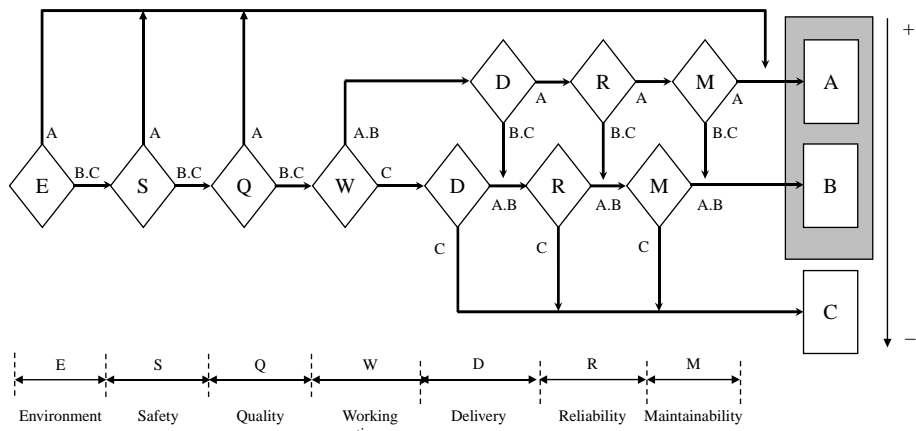 +
D
R
M
A
A
A
A
A
A
A
A.B
B.C
B.C
B.C
E
B.C
S
B.C
Q
B.C
W
C
D
A.B
R
A.B
M
A.B
B
C
C
C
C
−
E
S
Q
W
D
R
M
Environment
Safety
Quality
Working
Delivery
Reliability
Maintainability